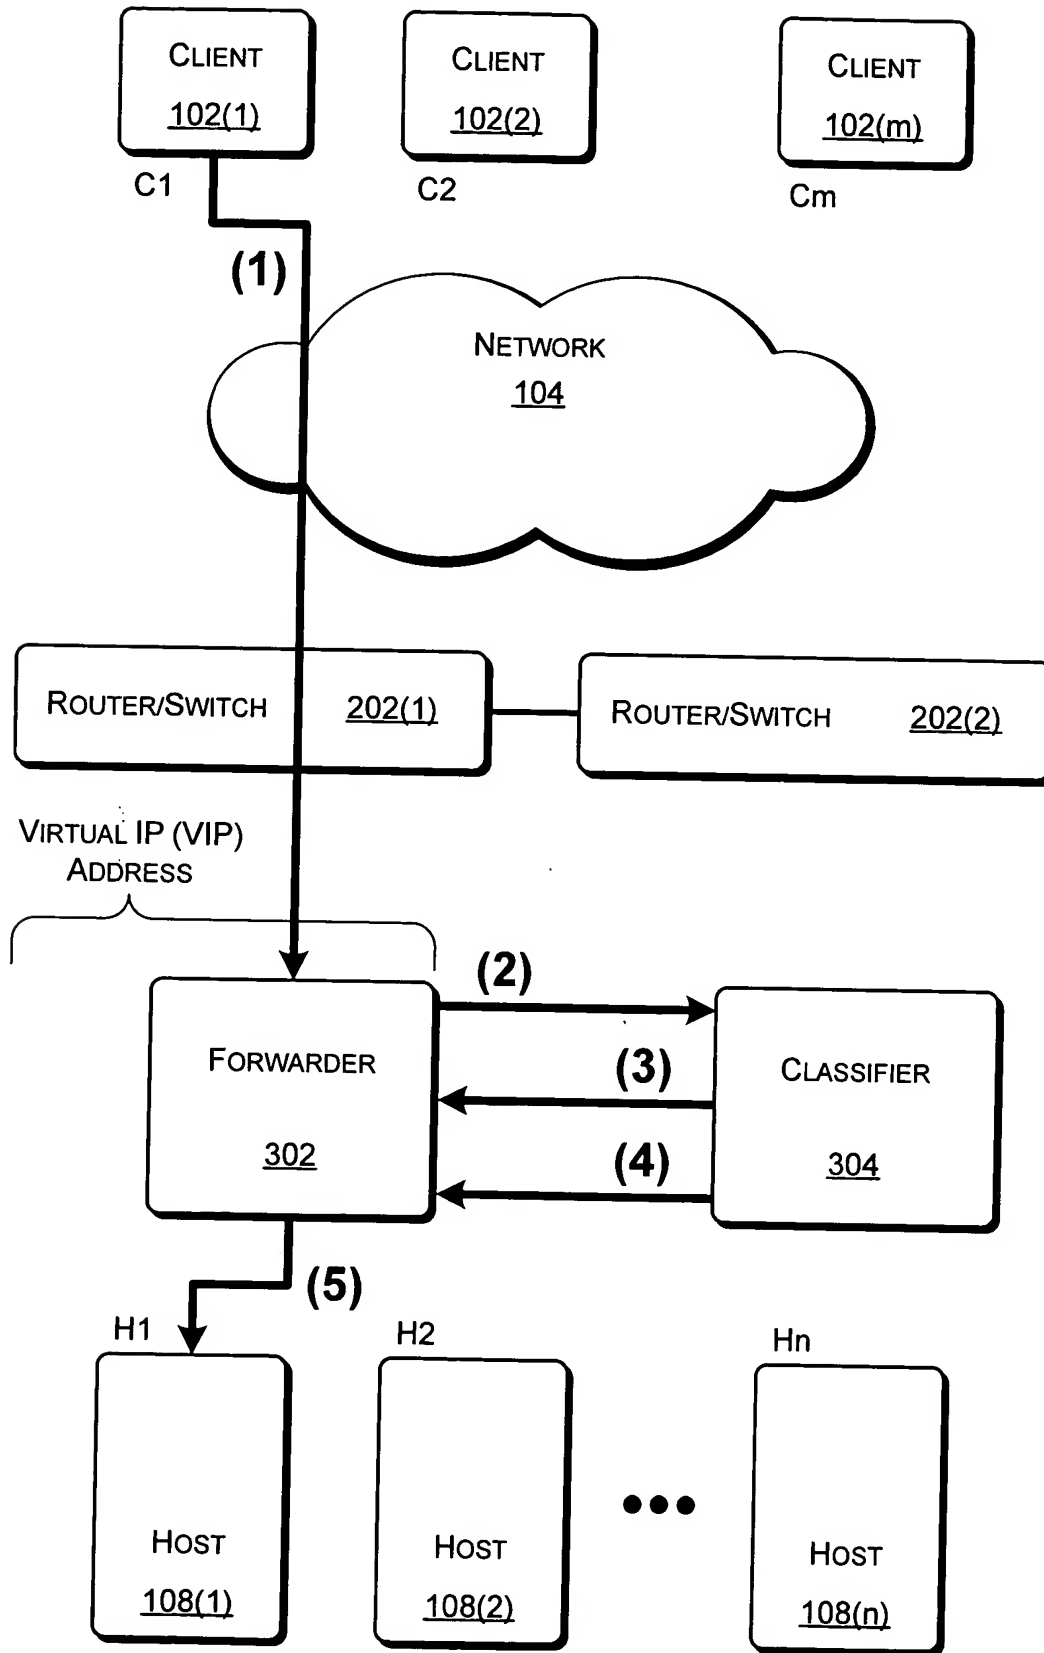 CLIENT
102(1)
CLIENT
102(2)
CLIENT
102(m)
C1
C2
Cm
(1)
NETWORK
104
ROUTER/SWITCH 202(1)
ROUTER/SWITCH 202(2)
VIRTUAL IP (VIP)
ADDRESS
(2)
FORWARDER
302
(3)
CLASSIFIER
304
(4)
(5)
H1
H2
Hn
HOST
108(1)
HOST
108(2)
•••
HOST
108(n)